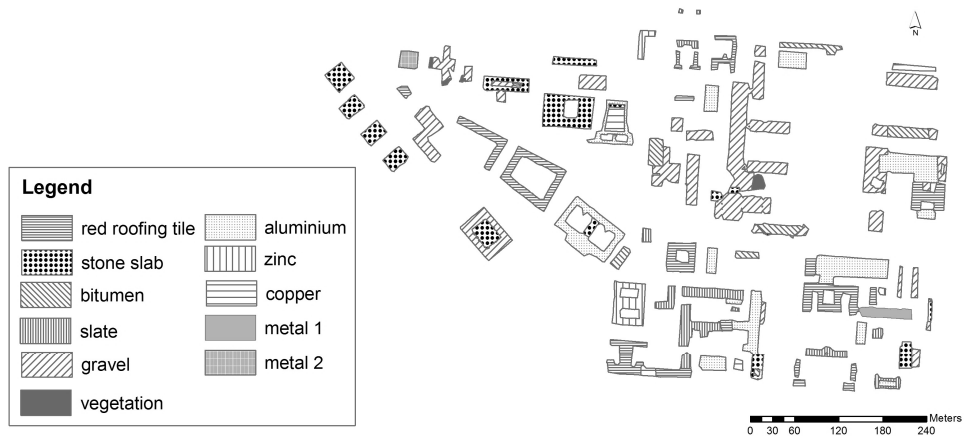 N
Legend
red roofing tile
aluminium
stone slab
zinc
bitumen
copper
slate
metal 1
gravel
metal 2
vegetation
Meters
0 30 60 120 180 240